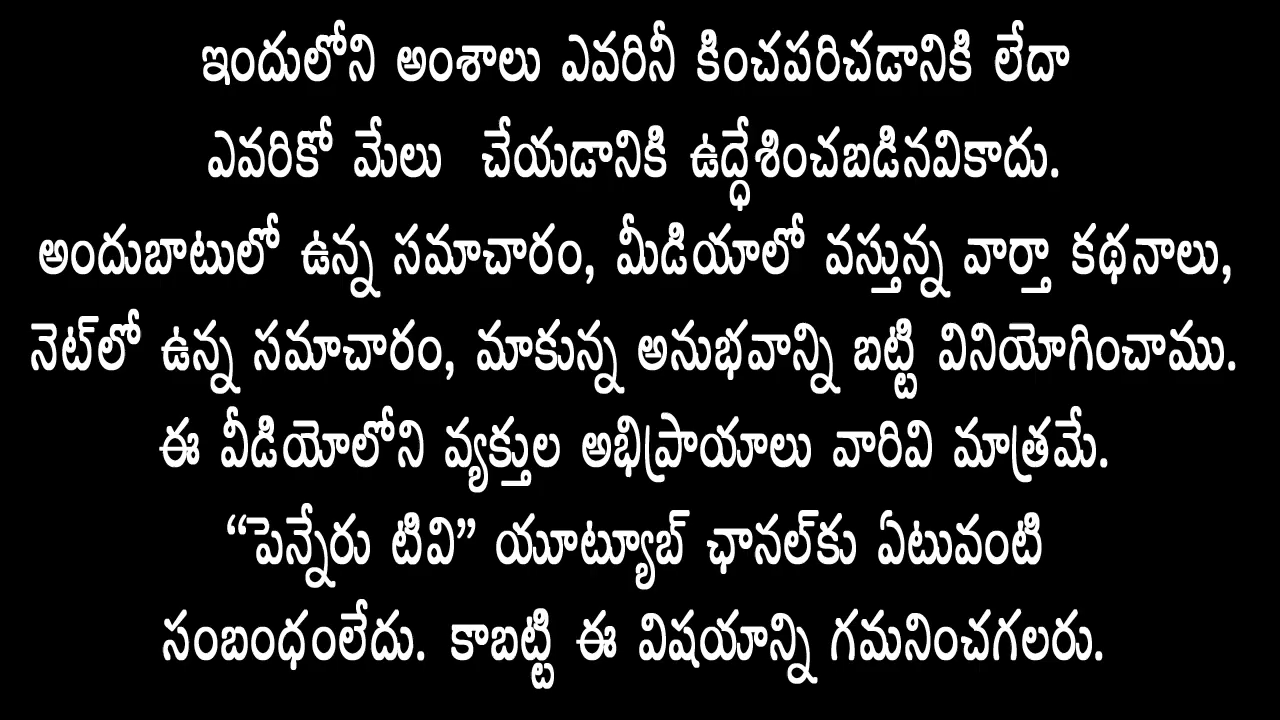 ఇందులోని అంశాలు ఎవరినీ కించపరిచడానికి లేదా
ఎవరికో మేలు చేయడానికి ఉద్ధేశించబడినవికాదు.
అందుబాటులో ఉన్న సమాచారం, మీడియాలో వస్తున్న వార్తా కథనాలు,
నెట్‌లో ఉన్న సమాచారం, మాకున్న అనుభవాన్ని బట్టి వినియోగించాము.
ఈ వీడియోలోని వ్యక్తుల అభిప్రాయాలు వారివి మాత్రమే.
“పెన్నేరు టివి” యూట్యూబ్ ఛానల్‌కు ఏటువంటి
సంబంధంలేదు. కాబట్టి ఈ విషయాన్ని గమనించగలరు.